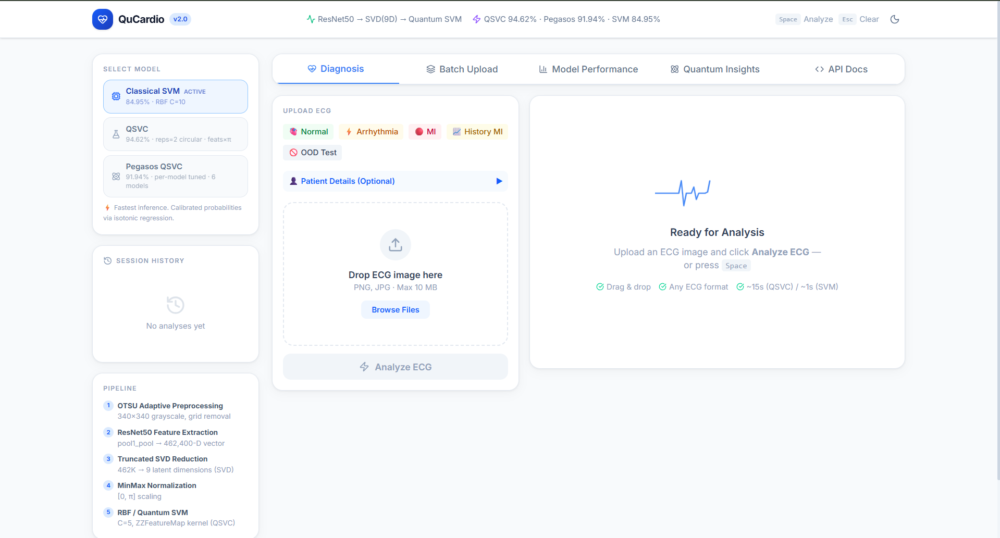 QuCardio v2.0
ResNet50 → SVD(9D) → Quantum SVM
QSVC 94.62% · Pegasos 91.94% · SVM 84.95%
Space Analyze Esc Clear
SELECT MODEL
Classical SVM ACTIVE
84.95% · RBF C=10
QSVC
94.62% · reps=2 circular · feats×π
Pegasos QSVC
91.94% · per-model tuned · 6
models
Fastest inference. Calibrated probabilities
via isotonic regression.
SESSION HISTORY
No analyses yet
PIPELINE
1 OTSU Adaptive Preprocessing
340×340 grayscale, grid removal
2 ResNet50 Feature Extraction
pool1_pool → 462,400-D vector
3 Truncated SVD Reduction
462K → 9 latent dimensions (SVD)
4 MinMax Normalization
[0, π] scaling
5 RBF / Quantum SVM
C=5, ZZFeatureMap kernel (QSVC)
Diagnosis
Batch Upload
Model Performance
Quantum Insights
API Docs
UPLOAD ECG
Normal
Arrhythmia
MI
History MI
OOD Test
Patient Details (Optional)
Drop ECG image here
PNG, JPG · Max 10 MB
Browse Files
Analyze ECG
Ready for Analysis
Upload an ECG image and click Analyze ECG —
or press Space
Drag & drop
Any ECG format
~15s (QSVC) / ~1s (SVM)